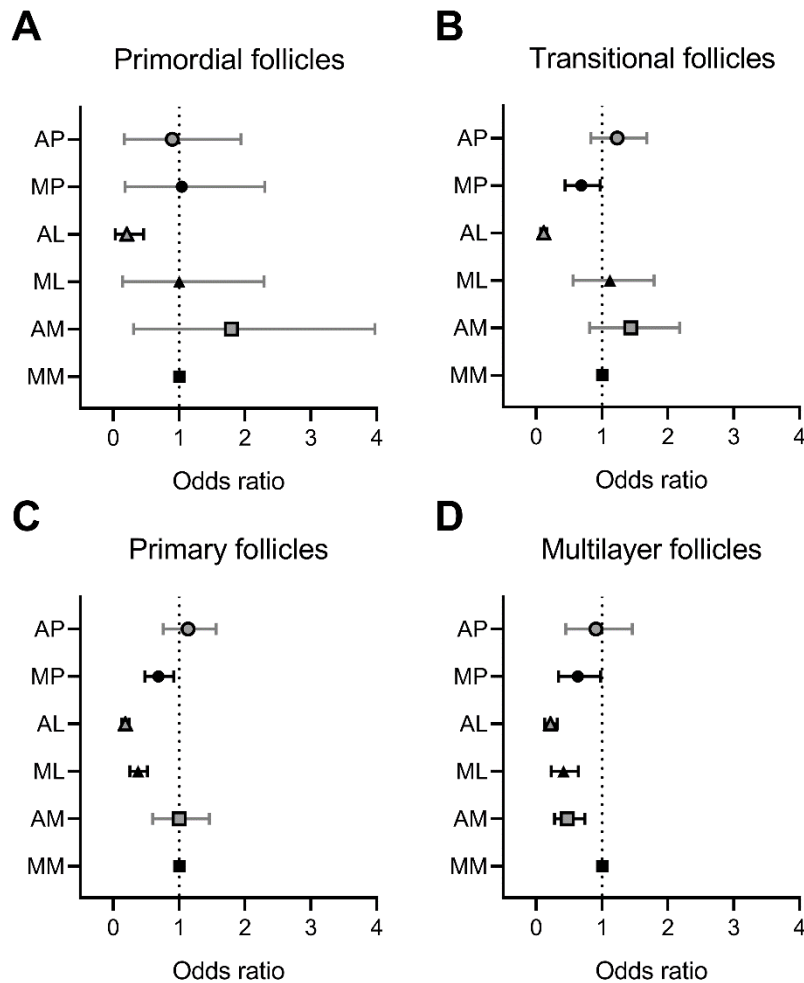 A
Primordial follicles
AP
MP
AL
ML
AM
MM
0 1 2 3 4
Odds ratio
B
Transitional follicles
AP
MP
AL
ML
AM
MM
0 1 2 3 4
Odds ratio
C
Primary follicles
AP
MP
AL
ML
AM
MM
0 1 2 3 4
Odds ratio
D
Multilayer follicles
AP
MP
AL
ML
AM
MM
0 1 2 3 4
Odds ratio